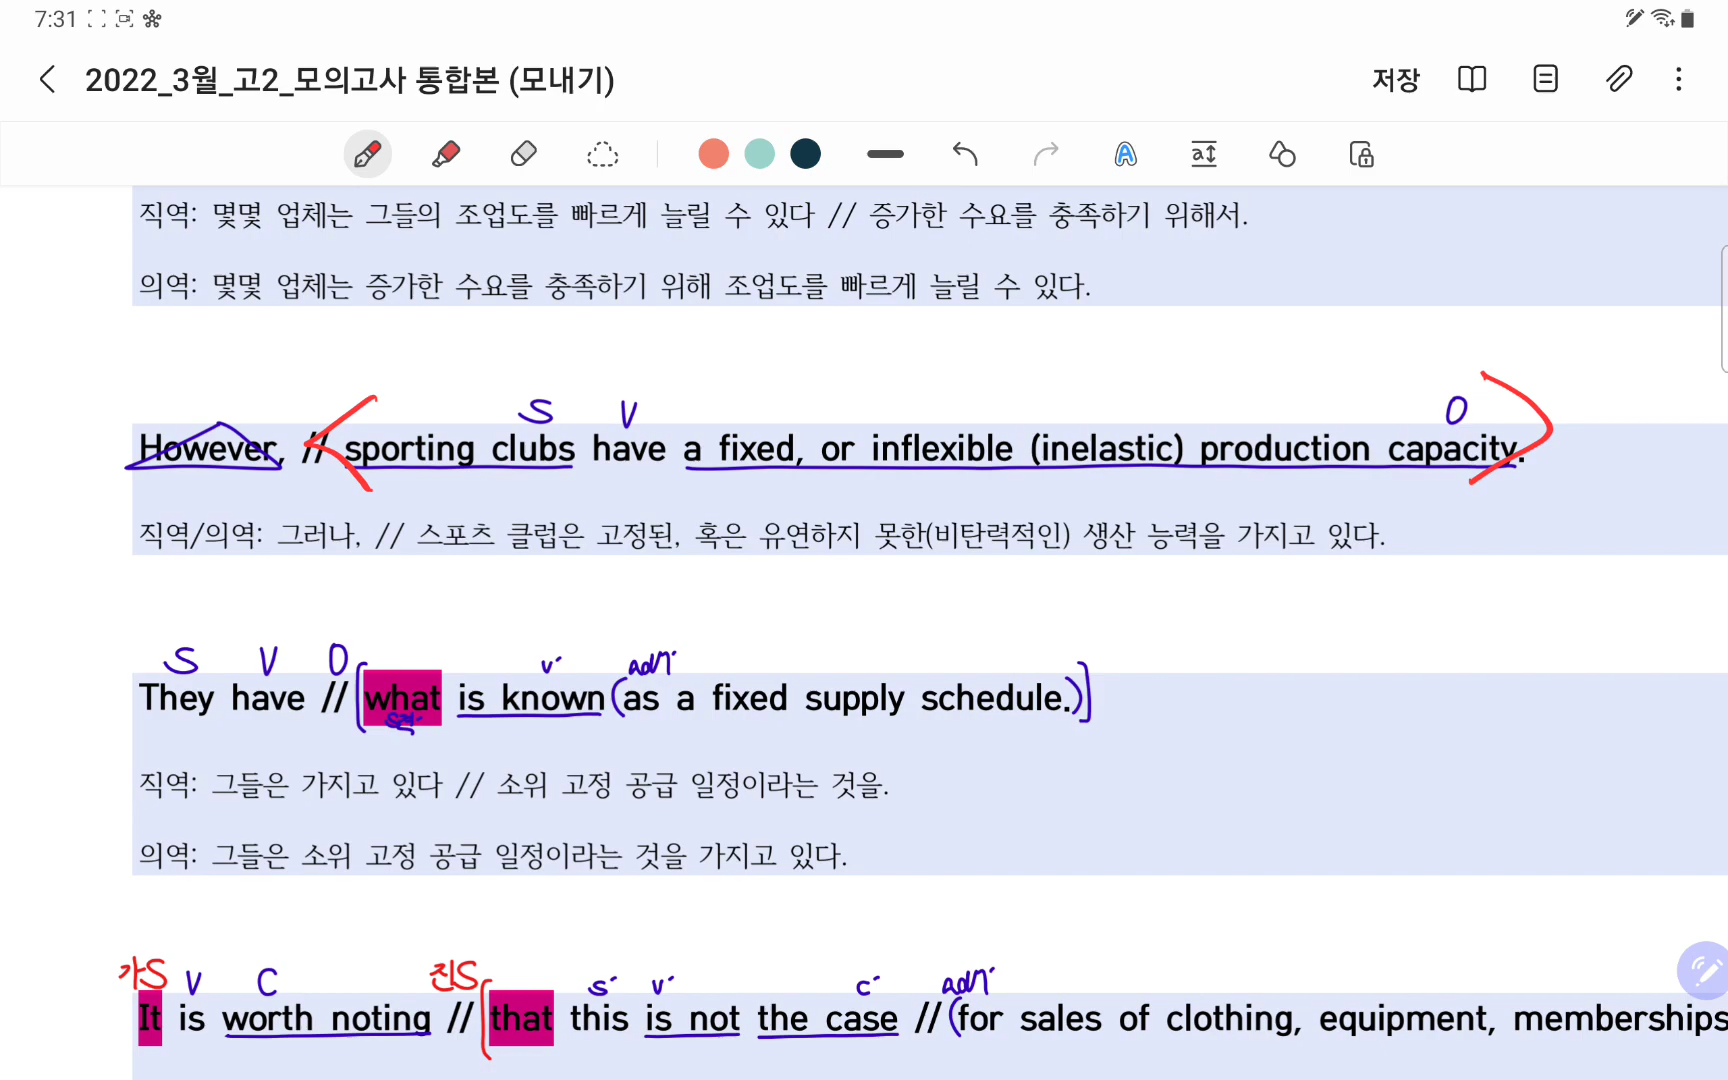 7:31
2022_3월_고2_모의고사 통합본 (모내기)
저장
직역: 몇몇 업체는 그들의 조업도를 빠르게 늘릴 수 있다 // 증가한 수요를 충족하기 위해서.
의역: 몇몇 업체는 증가한 수요를 충족하기 위해 조업도를 빠르게 늘릴 수 있다.
S V O
However, // sporting clubs have a fixed, or inflexible (inelastic) production capacity.
직역/의역: 그러나, // 스포츠 클럽은 고정된, 혹은 유연하지 못한(비탄력적인) 생산 능력을 가지고 있다.
S V O v'
They have // [what is known (as a fixed supply schedule.)]
직역: 그들은 가지고 있다 // 소위 고정 공급 일정이라는 것을.
의역: 그들은 소위 고정 공급 일정이라는 것을 가지고 있다.
가S V C 진S s' v' c'
It is worth noting // [that this is not the case // (for sales of clothing, equipment, memberships